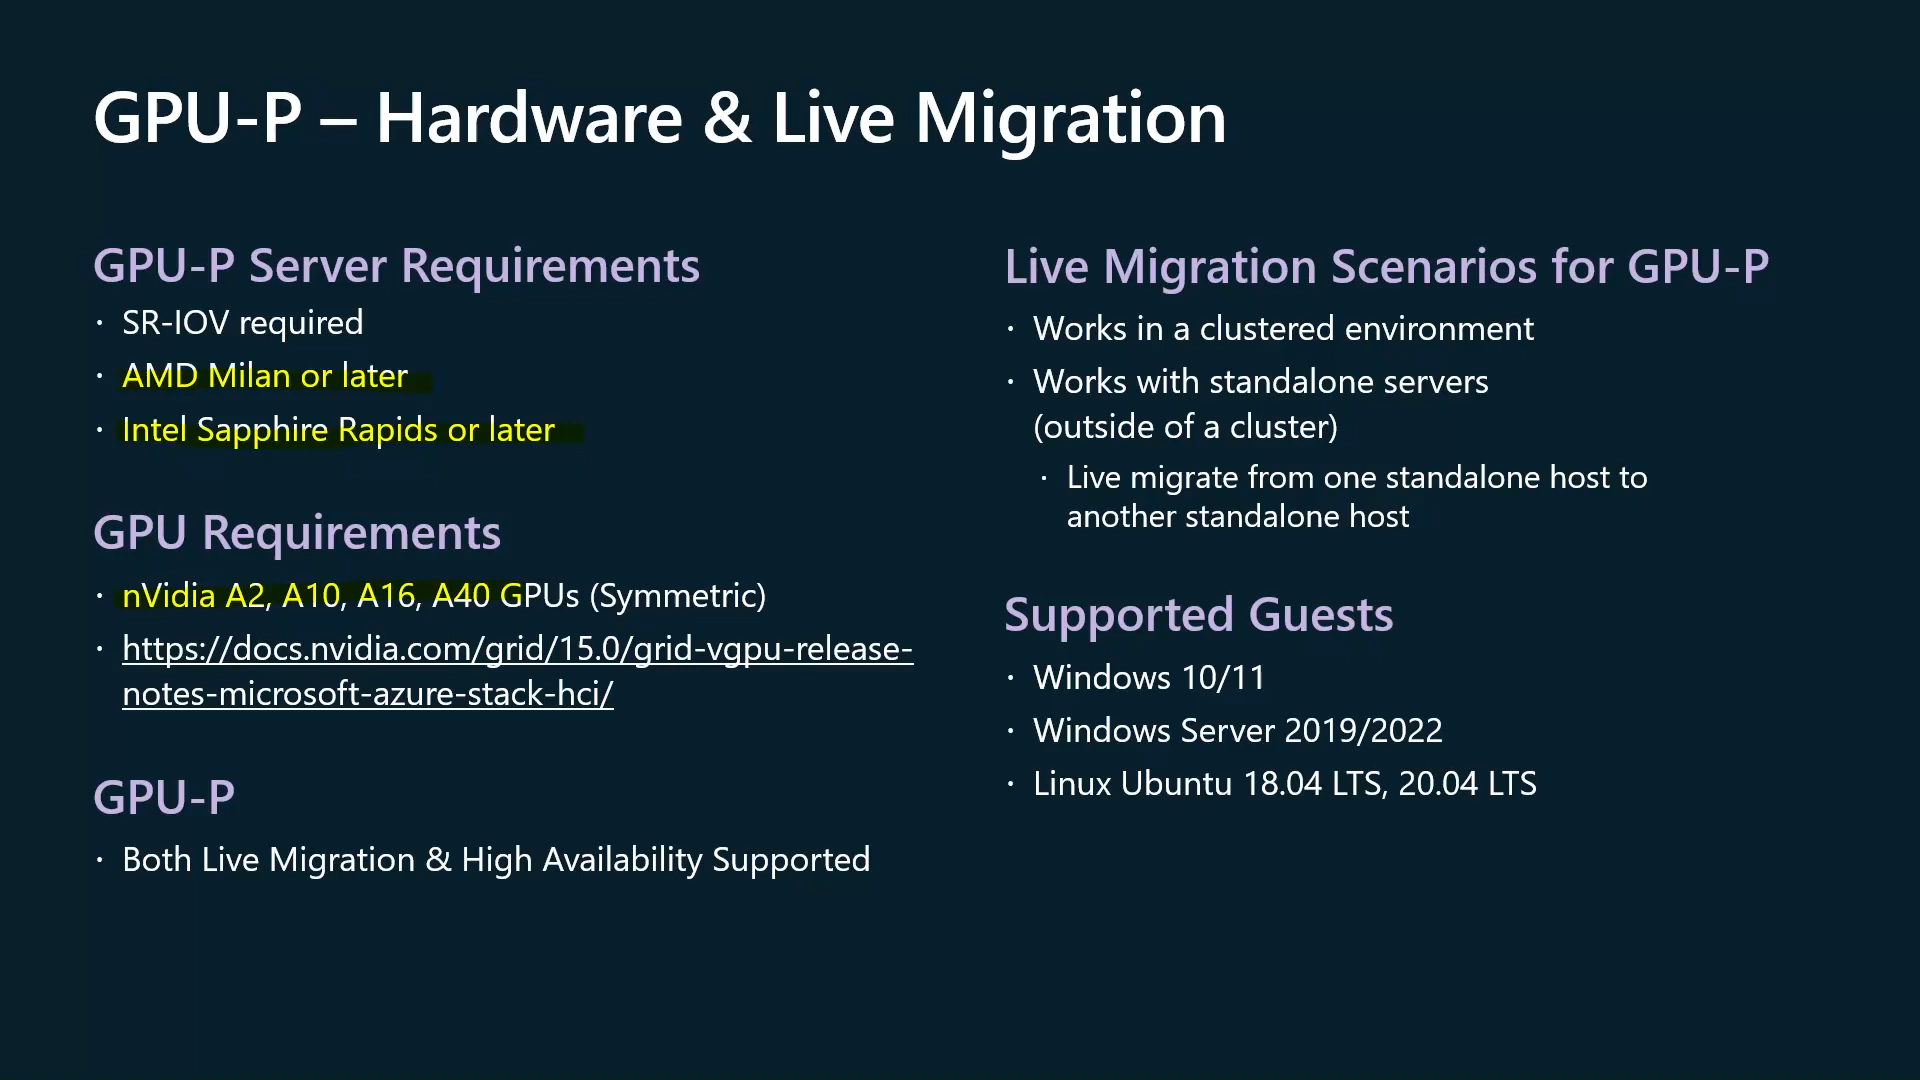 GPU-P – Hardware & Live Migration
GPU-P Server Requirements
· SR-IOV required
· AMD Milan or later
· Intel Sapphire Rapids or later
GPU Requirements
· nVidia A2, A10, A16, A40 GPUs (Symmetric)
· https://docs.nvidia.com/grid/15.0/grid-vgpu-release-
notes-microsoft-azure-stack-hci/
GPU-P
· Both Live Migration & High Availability Supported
Live Migration Scenarios for GPU-P
· Works in a clustered environment
· Works with standalone servers
(outside of a cluster)
· Live migrate from one standalone host to
another standalone host
Supported Guests
· Windows 10/11
· Windows Server 2019/2022
· Linux Ubuntu 18.04 LTS, 20.04 LTS